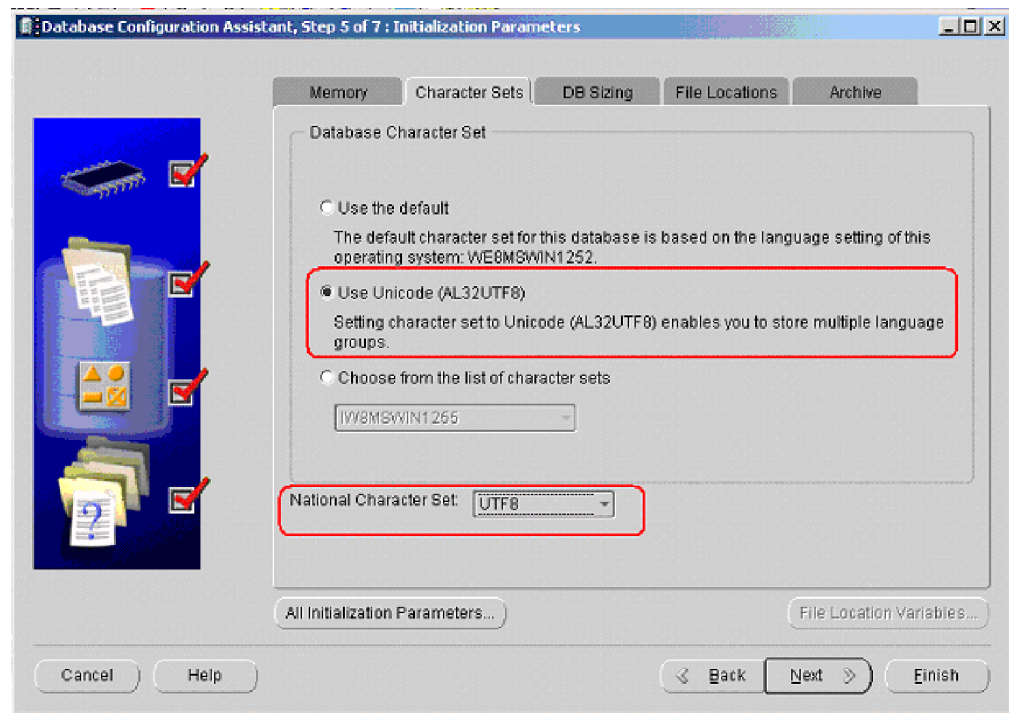 Database Configuration Assistant, Step 5 of 7 : Initialization Parameters
Memory Character Sets DB Sizing File Locations Archive
Database Character Set
Use the default
The default character set for this database is based on the language setting of this
operating system: WE8MSWIN1252.
Use Unicode (AL32UTF8)
Setting character set to Unicode (AL32UTF8) enables you to store multiple language
groups.
Choose from the list of character sets
IW8MSWIN1255
National Character Set: UTF8
?
All Initialization Parameters... File Location Variables...
Cancel Help Back Next Finish